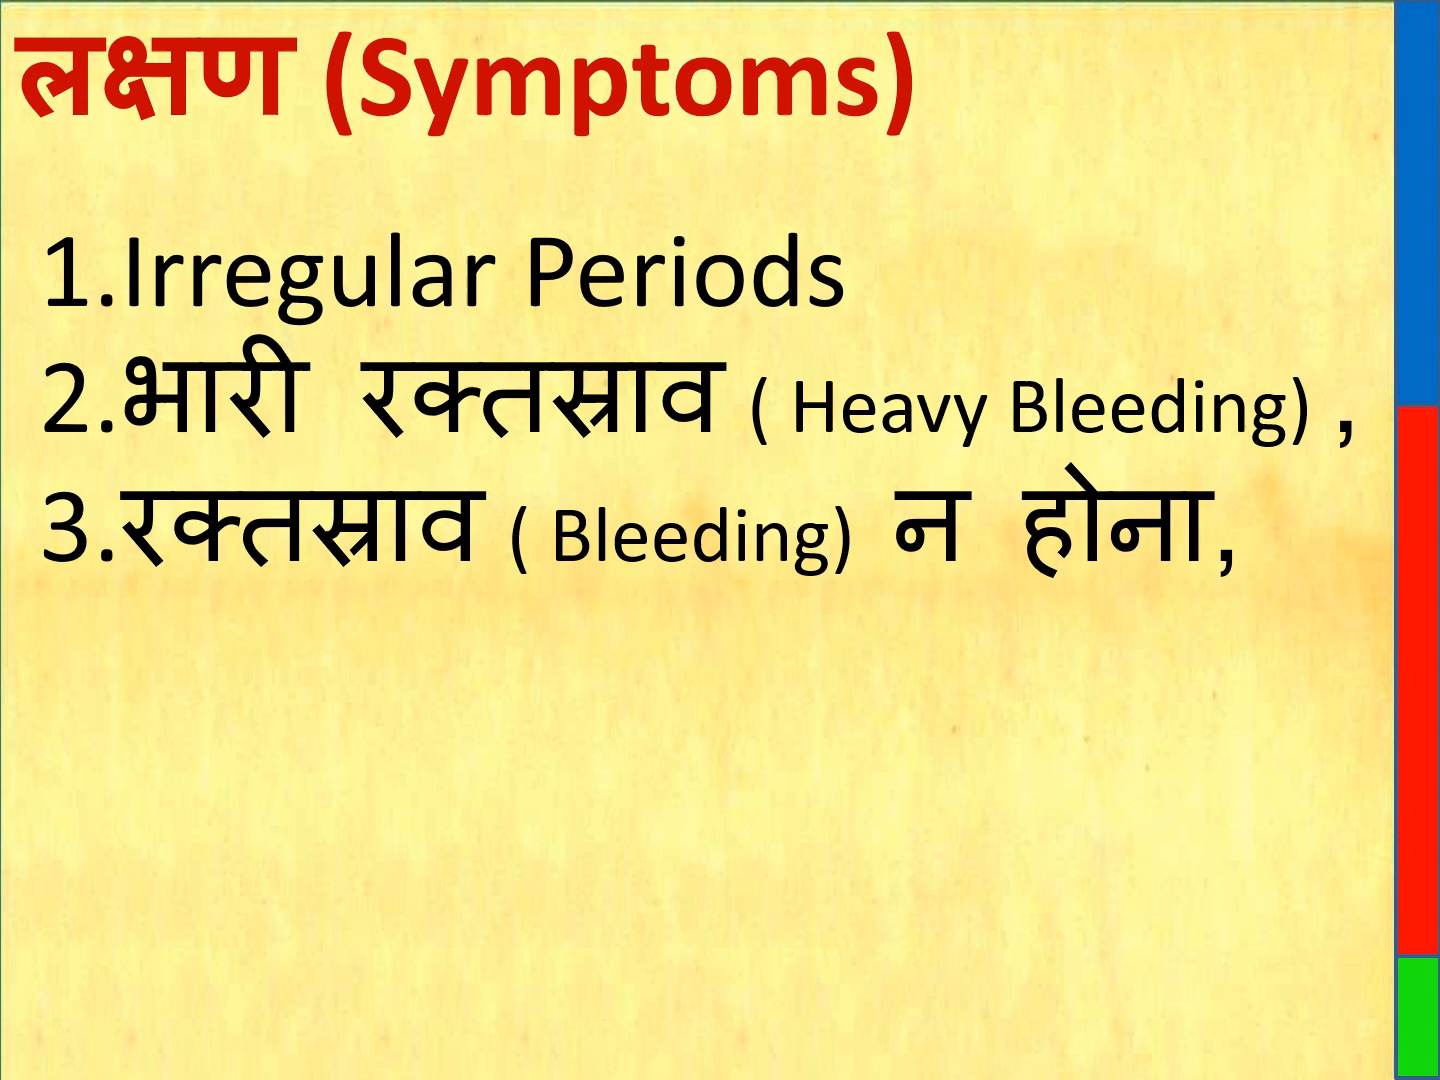 लक्षण (Symptoms)
1.Irregular Periods
2.भारी रक्तस्राव ( Heavy Bleeding) ,
3.रक्तस्राव ( Bleeding) न होना,